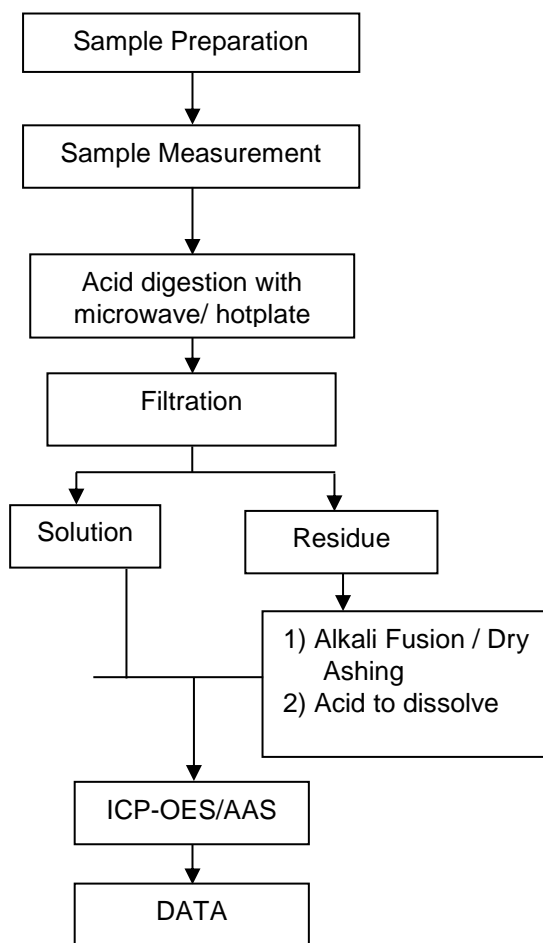 Sample Preparation
Sample Measurement
Acid digestion with
microwave/ hotplate
Filtration
Solution
Residue
1) Alkali Fusion / Dry
Ashing
2) Acid to dissolve
ICP-OES/AAS
DATA